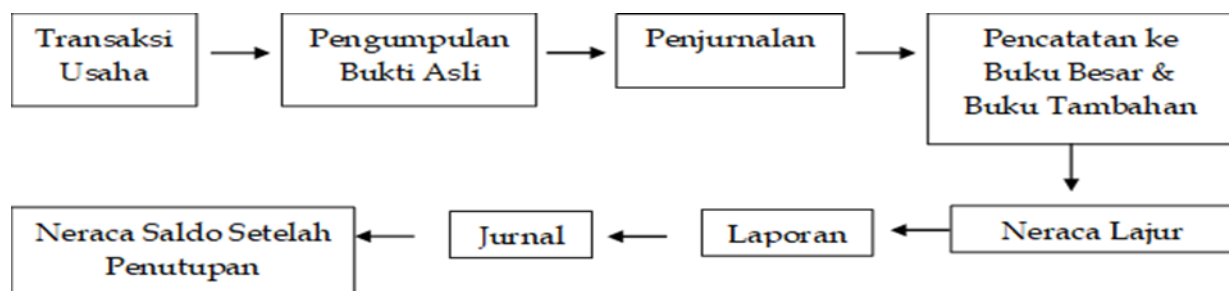 Transaksi
Usaha
Pengumpulan
Bukti Asli
Penjurnalan
Pencatatan ke
Buku Besar &
Buku Tambahan
Neraca Lajur
Laporan
Jurnal
Neraca Saldo Setelah
Penutupan